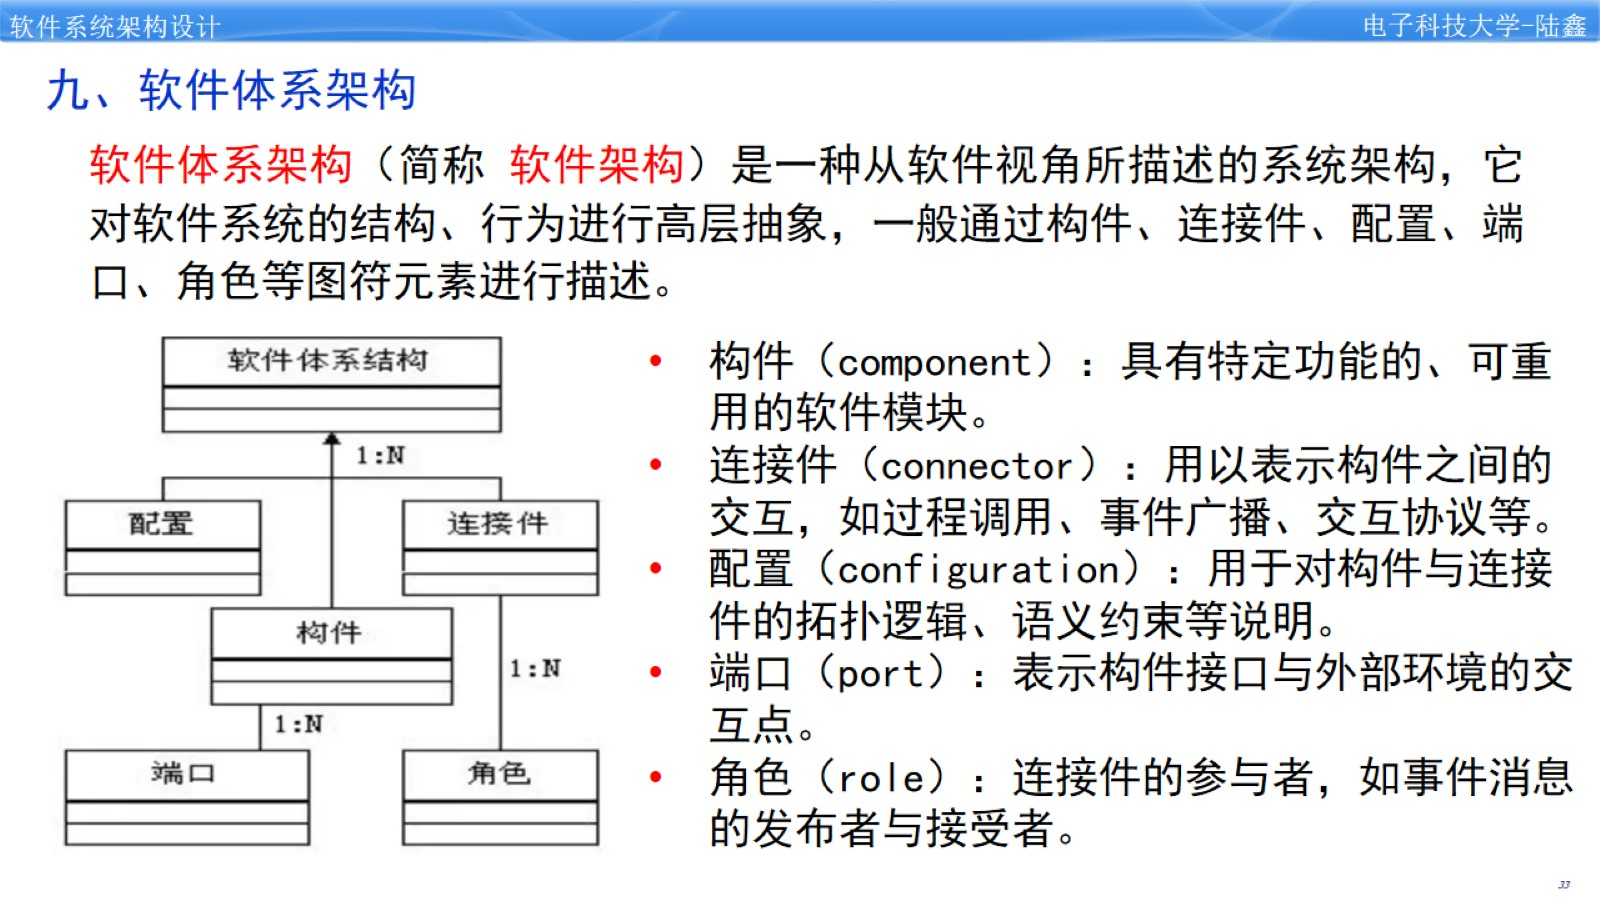 软件系统架构设计
电子科技大学-陆鑫
九、软件体系架构
软件体系架构（简称 软件架构）是一种从软件视角所描述的系统架构，它
对软件系统的结构、行为进行高层抽象，一般通过构件、连接件、配置、端
口、角色等图符元素进行描述。
软件体系结构
1:N
配置
连接件
构件
1:N
1:N
端口
角色
• 构件（component）：具有特定功能的、可重
用的软件模块。
• 连接件（connector）：用以表示构件之间的
交互，如过程调用、事件广播、交互协议等。
• 配置（configuration）：用于对构件与连接
件的拓扑逻辑、语义约束等说明。
• 端口（port）：表示构件接口与外部环境的交
互点。
• 角色（role）：连接件的参与者，如事件消息
的发布者与接受者。
33